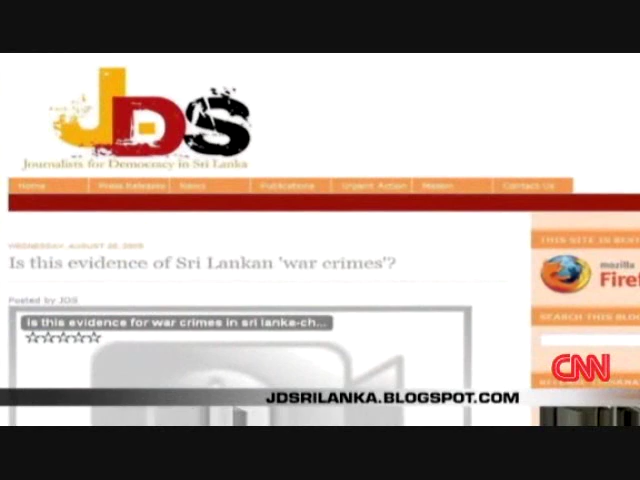 JDS
Journalists for Democracy in Sri Lanka
Home Press Releases News Publications Urgent Action Mission Contact Us
WEDNESDAY, AUGUST 26, 2009
Is this evidence of Sri Lankan 'war crimes'?
Posted by JDS
Is this evidence for war crimes in sri lanka-ch...
THIS SITE IS BEST
mozilla
Firef
SEARCH THIS BLOG
CNN
JDSRILANKA.BLOGSPOT.COM